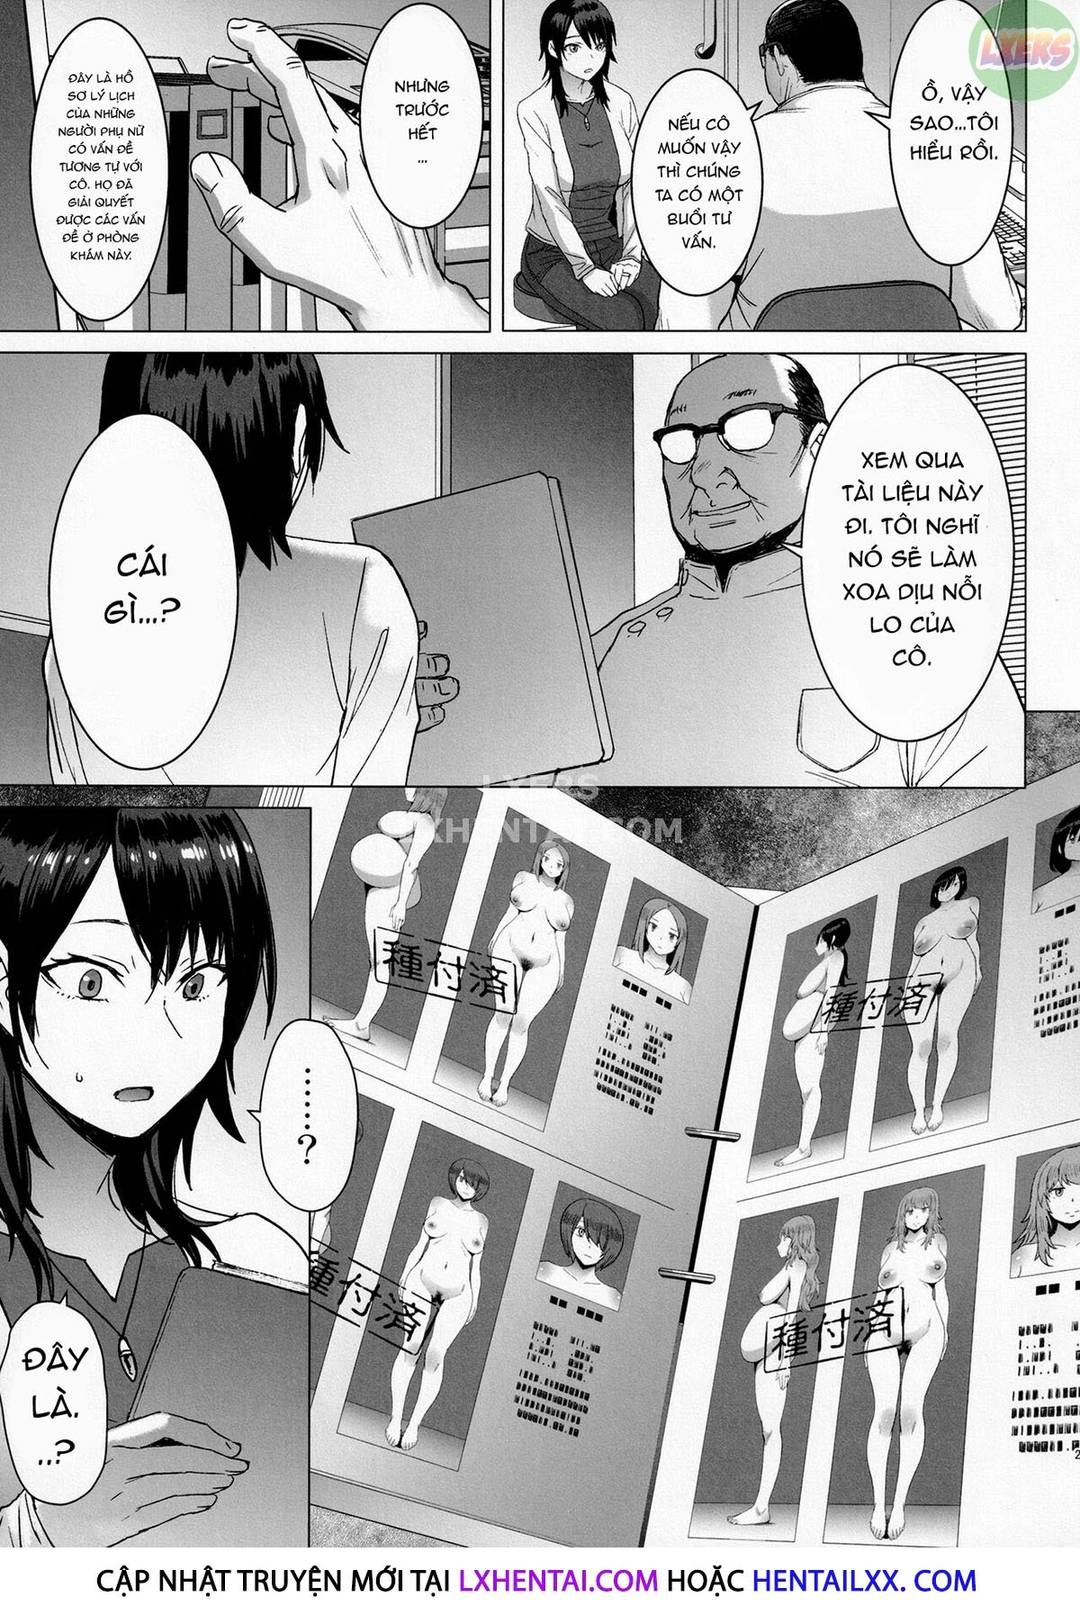 LXERS
Ồ, VẬY
SAO...TÔI
HIỂU RỒI.
NẾU CÔ
MUỐN VẬY
THÌ CHÚNG
TA CÓ MỘT
BUỔI TƯ
VẤN.
NHƯNG
TRƯỚC
HẾT
...
ĐÂY LÀ HỒ
SƠ LÝ LỊCH
CỦA NHỮNG
NGƯỜI PHỤ NỮ
CÓ VẤN ĐỀ
TƯƠNG TỰ VỚI
CÔ. HỌ ĐÃ
GIẢI QUYẾT
ĐƯỢC CÁC VẤN
ĐỀ Ở PHÒNG
KHÁM NÀY.
XEM QUA
TÀI LIỆU NÀY
ĐI. TÔI NGHĨ
NÓ SẼ LÀM
XOA DỊU NỖI
LO CỦA
CÔ.
CÁI
GÌ...?
LXERS
LXHENTAI.COM
種付済
種付済
種付済
種付済
......?
ĐÂY
LÀ.
..?
2
CẬP NHẬT TRUYỆN MỚI TẠI LXHENTAI.COM HOẶC HENTAILXX. COM